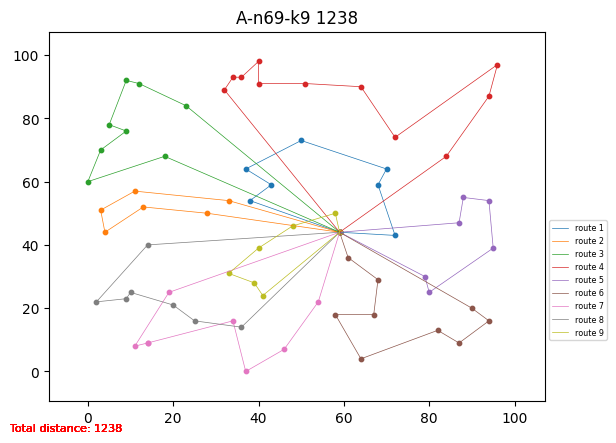 A-n69-k9 1238
100
80
60
40
20
0
0 20 40 60 80 100
route 1
route 2
route 3
route 4
route 5
route 6
route 7
route 8
route 9
Total distance: 1238